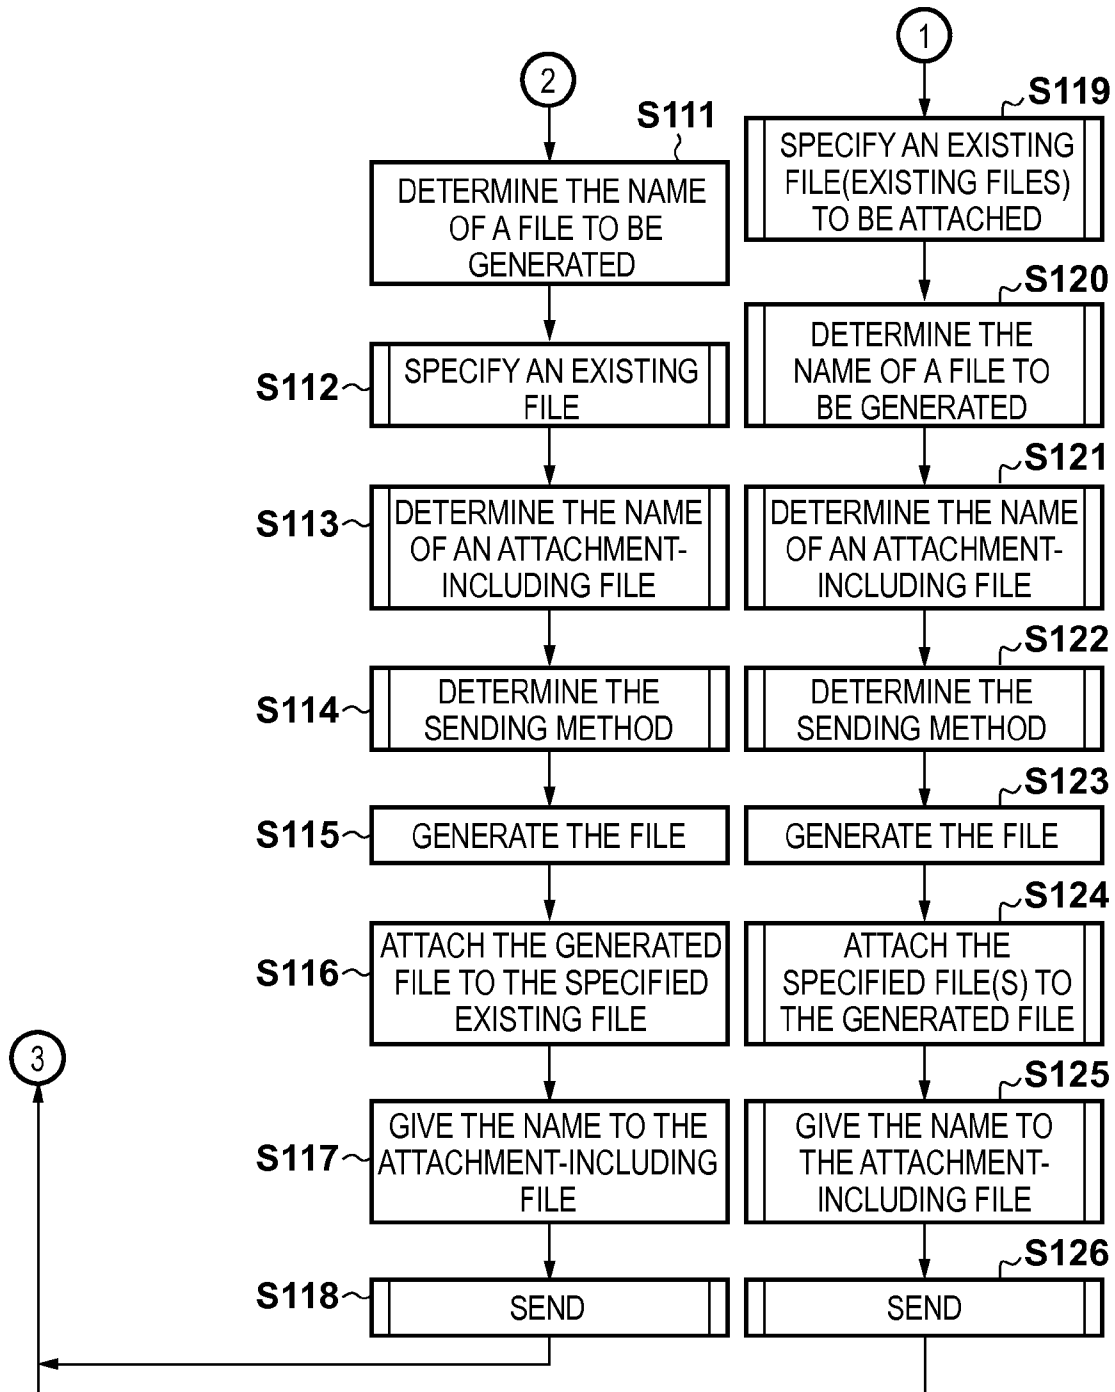 1
2
S119
SPECIFY AN EXISTING
FILE(EXISTING FILES)
TO BE ATTACHED
S111
DETERMINE THE NAME
OF A FILE TO BE
GENERATED
S120
DETERMINE THE
NAME OF A FILE TO
BE GENERATED
S112
SPECIFY AN EXISTING
FILE
S121
S113
DETERMINE THE NAME
OF AN ATTACHMENT-
INCLUDING FILE
DETERMINE THE NAME
OF AN ATTACHMENT-
INCLUDING FILE
S122
S114
DETERMINE THE
SENDING METHOD
DETERMINE THE
SENDING METHOD
S123
S115
GENERATE THE FILE
GENERATE THE FILE
S124
S116
ATTACH THE GENERATED
FILE TO THE SPECIFIED
EXISTING FILE
ATTACH THE
SPECIFIED FILE(S) TO
THE GENERATED FILE
3
S125
S117
GIVE THE NAME TO THE
ATTACHMENT-INCLUDING
FILE
GIVE THE NAME TO
THE ATTACHMENT-
INCLUDING FILE
S126
S118
SEND
SEND